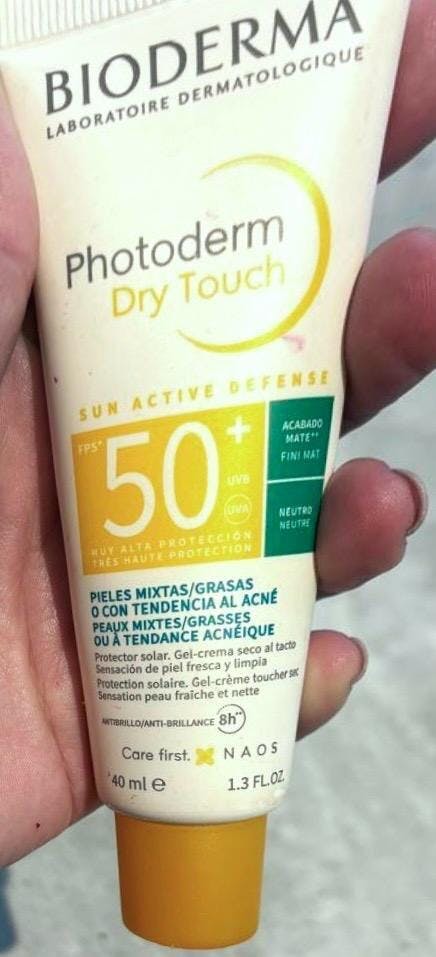 BIODERMA
LABORATOIRE DERMATOLOGIQUE
Photoderm
Dry Touch
SUN ACTIVE DEFENSE
FPS*
50+
UVB
UVA
MUY ALTA PROTECCIÓN
TRÈS HAUTE PROTECTION
ACABADO
MATE**
FINI MAT
NEUTRO
NEUTRE
PIELES MIXTAS/GRASAS
O CON TENDENCIA AL ACNÉ
PEAUX MIXTES/GRASSES
OU À TENDANCE ACNÉIQUE
Protector solar. Gel-crema seco al tacto
Sensación de piel fresca y limpia
Protection solaire. Gel-crème toucher sec
Sensation peau fraîche et nette
ANTIBRILLO/ANTI-BRILLANCE 8h**
Care first. NAOS
40 ml e 1.3 FL.OZ.